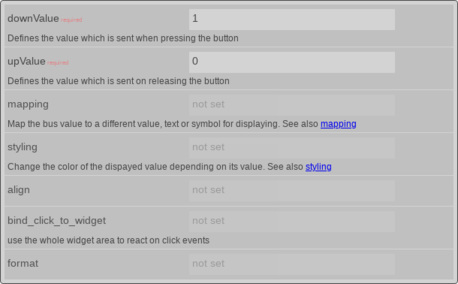 downValue required 1
Defines the value which is sent when pressing the button
upValue required 0
Defines the value which is sent on releasing the button
mapping not set
Map the bus value to a different value, text or symbol for displaying. See also mapping
styling not set
Change the color of the dispayed value depending on its value. See also styling
align not set
bind_click_to_widget not set
use the whole widget area to react on click events
format not set